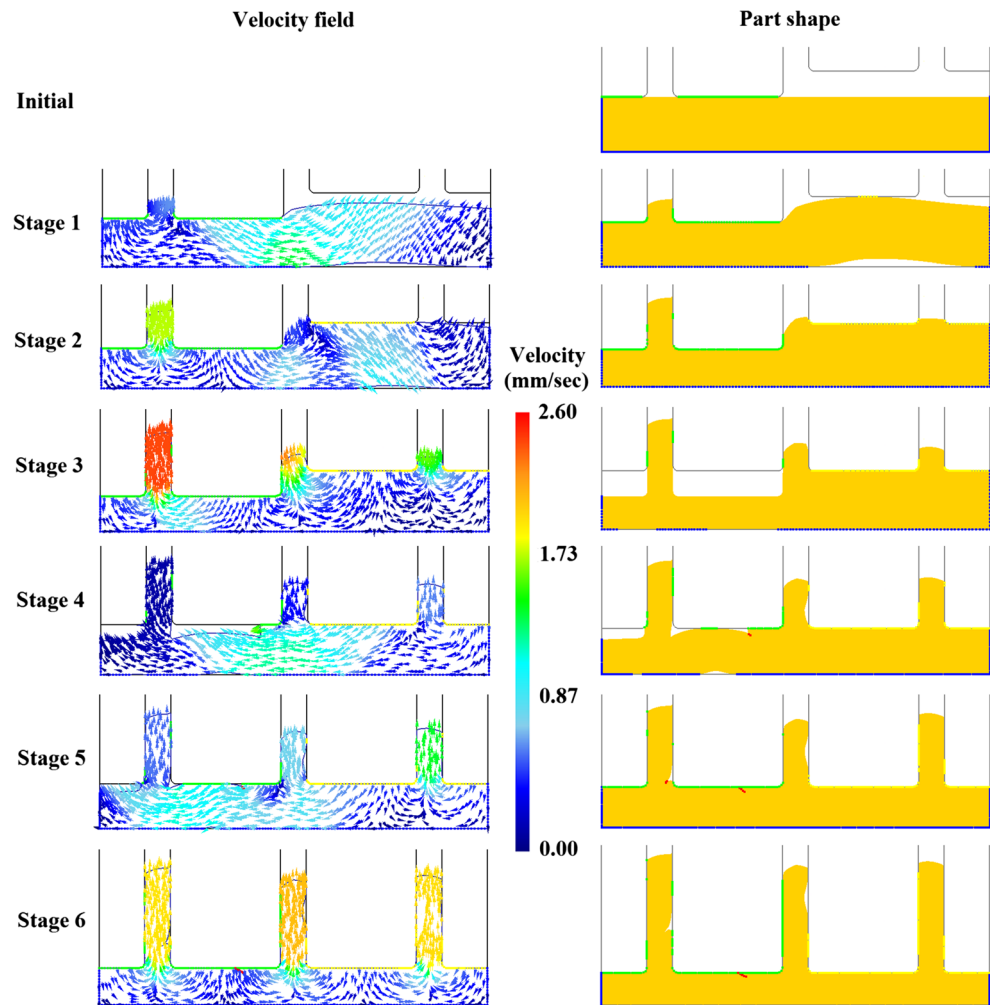 Velocity field
Part shape
Initial
Stage 1
Stage 2
Velocity
(mm/sec)
2.60
Stage 3
1.73
Stage 4
0.87
Stage 5
0.00
Stage 6